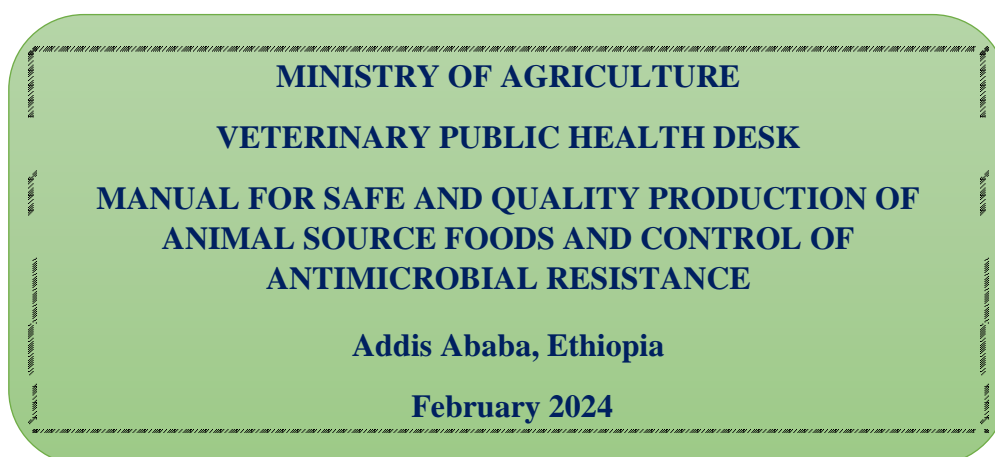 MINISTRY OF AGRICULTURE
VETERINARY PUBLIC HEALTH DESK
MANUAL FOR SAFE AND QUALITY PRODUCTION OF
ANIMAL SOURCE FOODS AND CONTROL OF
ANTIMICROBIAL RESISTANCE
Addis Ababa, Ethiopia
February 2024